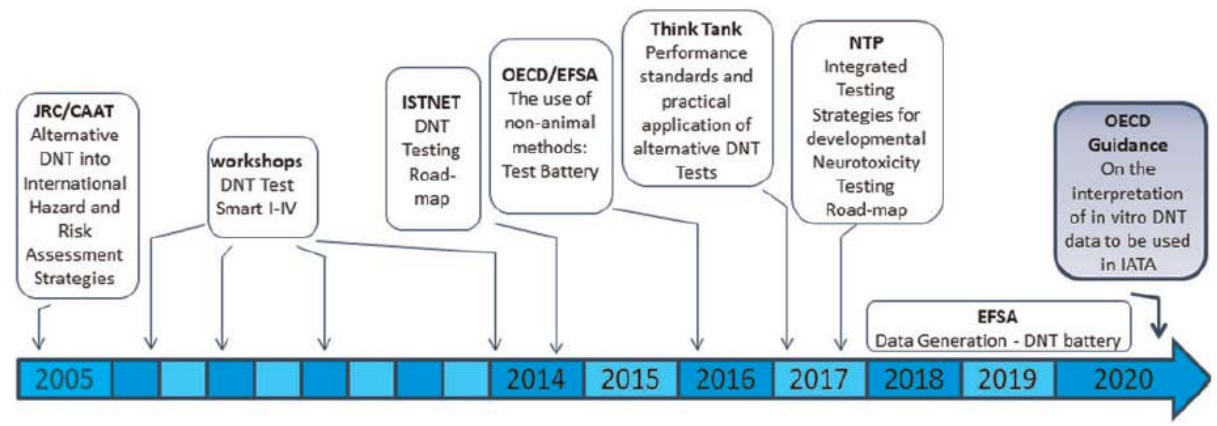 JRC/CAAT
Alternative
DNT into
International
Hazard and
Risk
Assessment
Strategies
workshops
DNT Test
Smart I-IV
ISTNET
DNT
Testing
Road-
map
OECD/EFSA
The use of
non-animal
methods:
Test Battery
Think Tank
Performance
standards and
practical
application of
alternative DNT
Tests
NTP
Integrated
Testing
Strategies for
developmental
Neurotoxicity
Testing
Road-map
OECD
Guidance
On the
interpretation
of in vitro DNT
data to be used
in IATA
EFSA
Data Generation - DNT battery
2005
2014
2015
2016
2017
2018
2019
2020